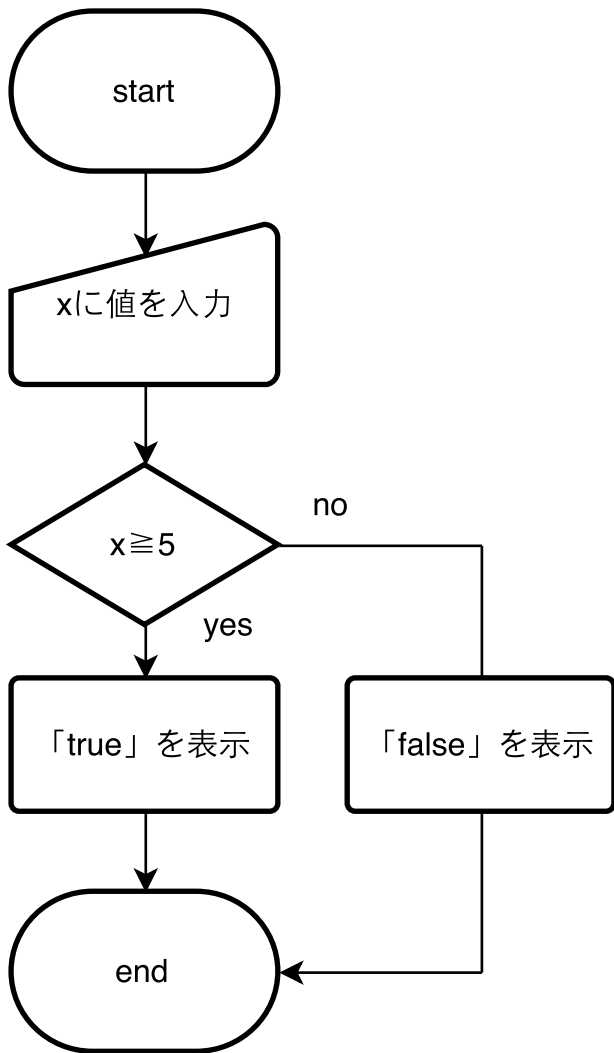 start
xに値を入力
no
x≧5
yes
「true」を表示
「false」を表示
end